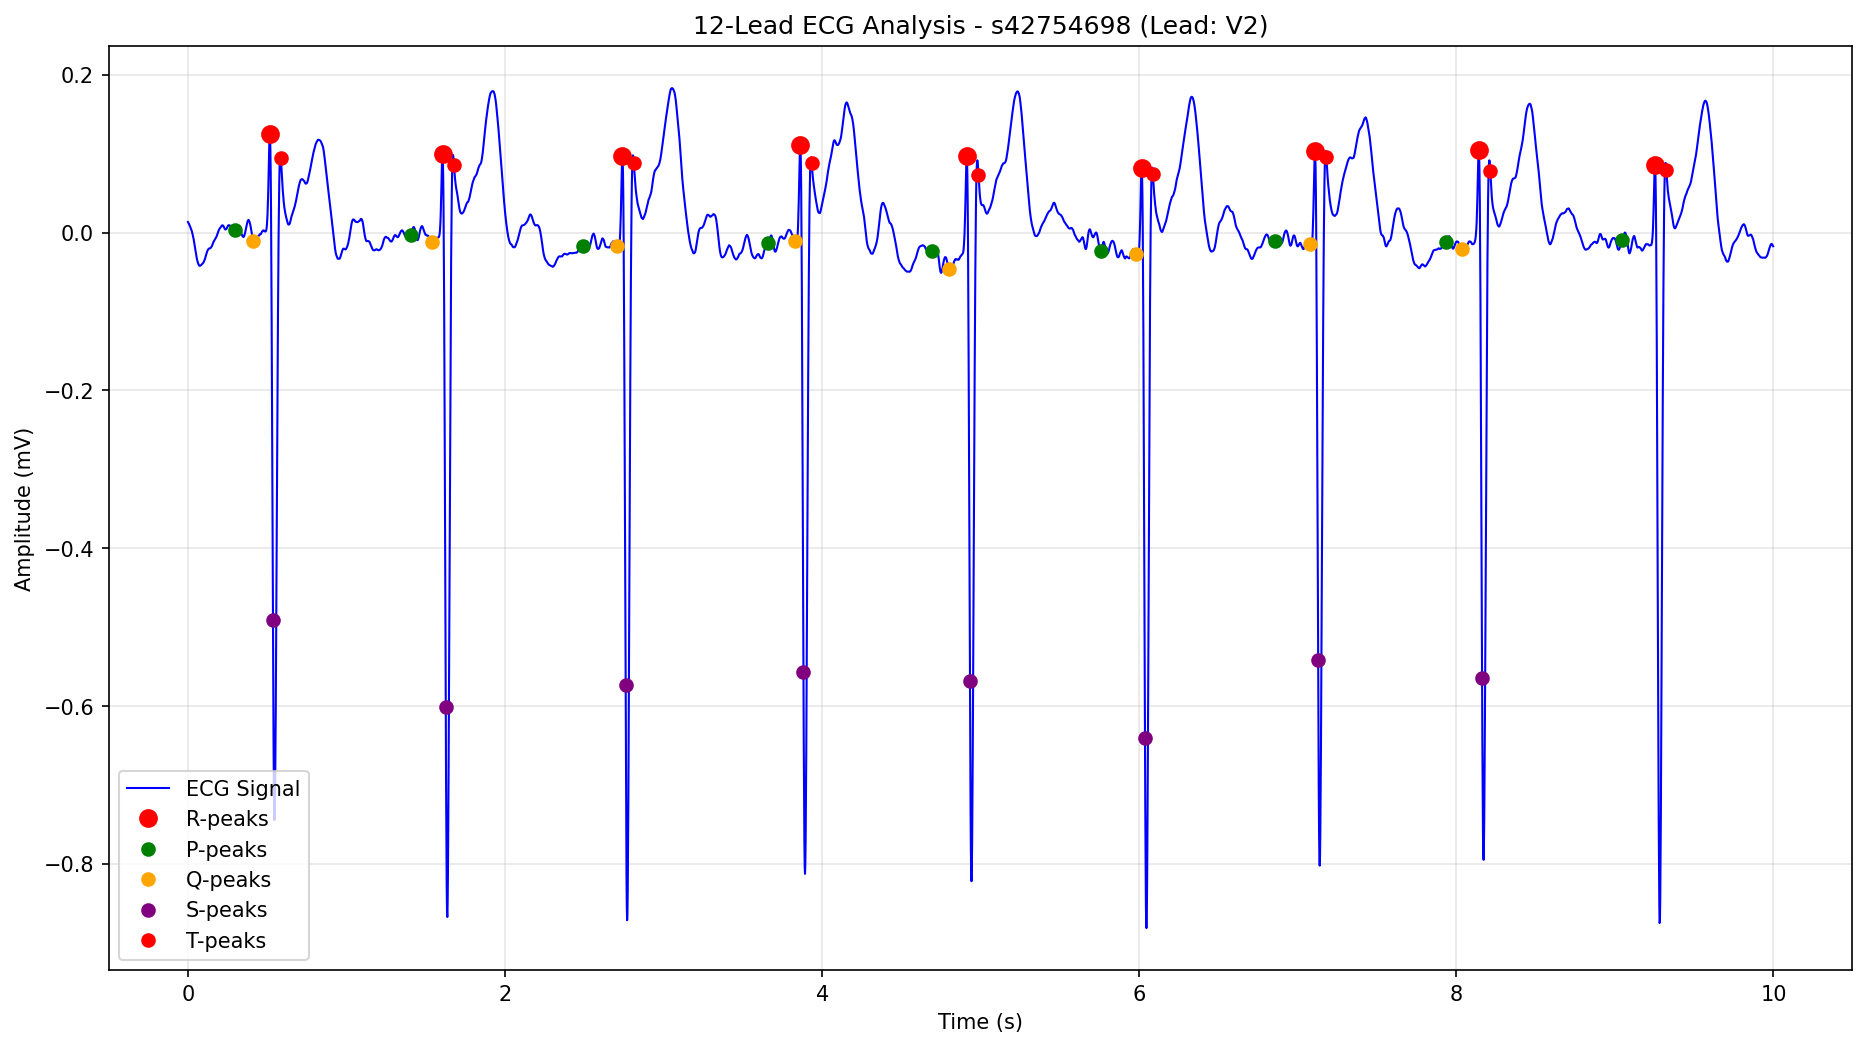 12-Lead ECG Analysis - s42754698 (Lead: V2)
Amplitude (mV)
0.2
0.0
−0.2
−0.4
−0.6
−0.8
ECG Signal
R-peaks
P-peaks
Q-peaks
S-peaks
T-peaks
0 2 4 6 8 10
Time (s)